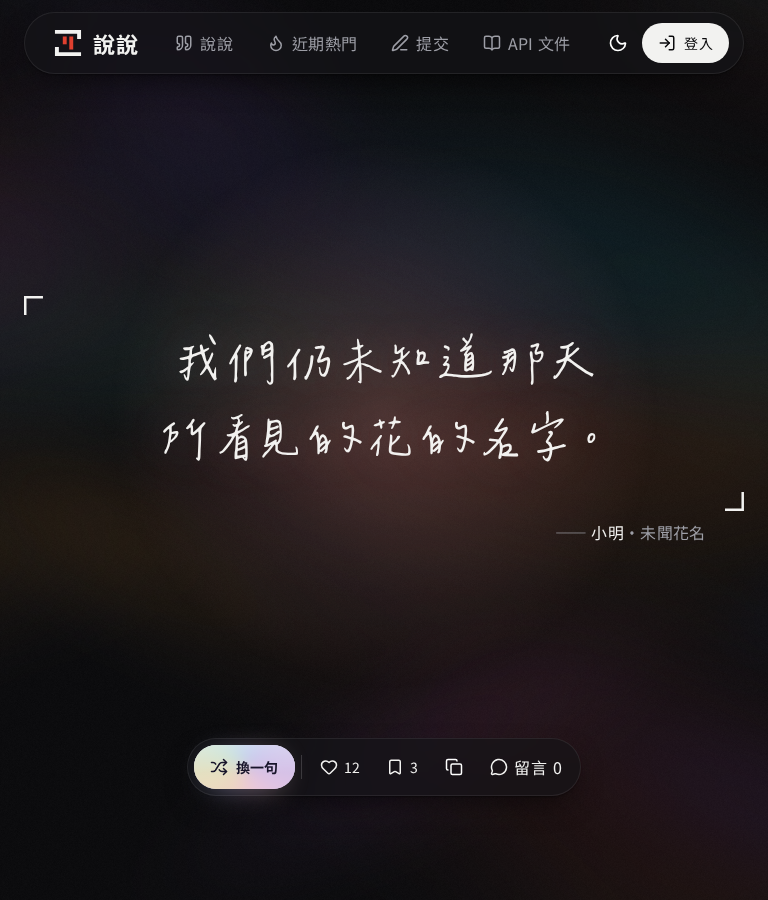 說說
說說
近期熱門
提交
API 文件
登入
我們仍未知道那天
所看見的花的名字。
—— 小明・未聞花名
換一句
12
3
留言 0